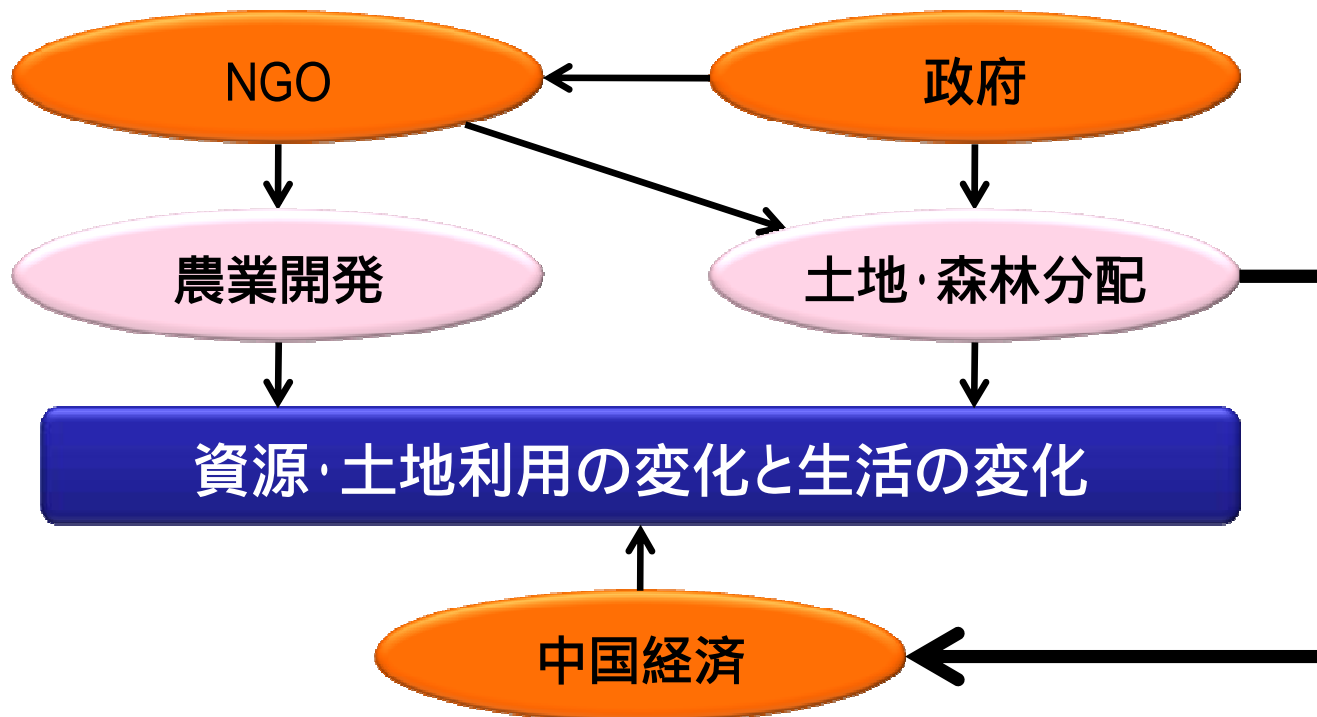 NGO
政府
農業開発
土地・森林分配
資源・土地利用の変化と生活の変化
中国経済